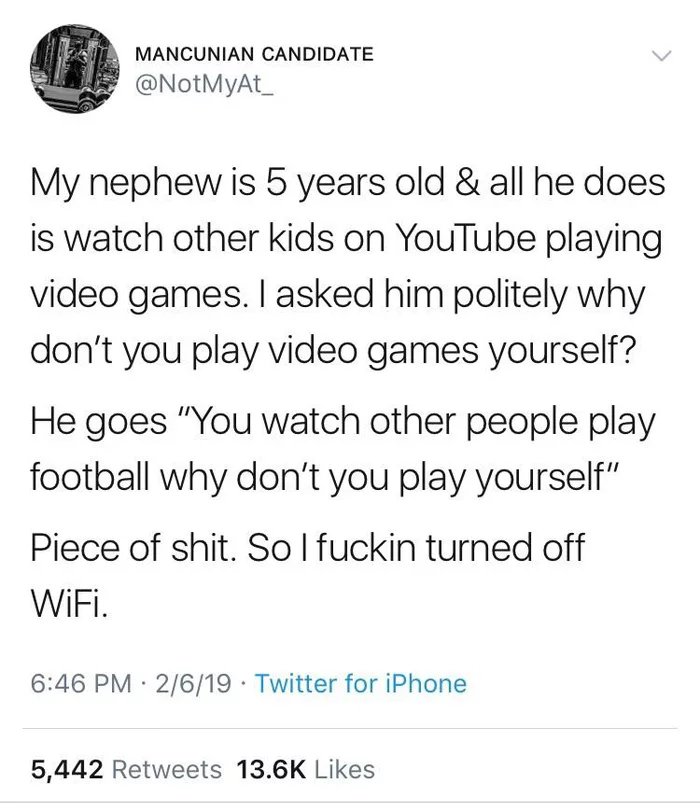 MANCUNIAN CANDIDATE
@NotMyAt_
My nephew is 5 years old & all he does
is watch other kids on YouTube playing
video games. I asked him politely why
don't you play video games yourself?
He goes "You watch other people play
football why don't you play yourself"
Piece of shit. So I fuckin turned off
WiFi.
6:46 PM · 2/6/19 · Twitter for iPhone
5,442 Retweets 13.6K Likes